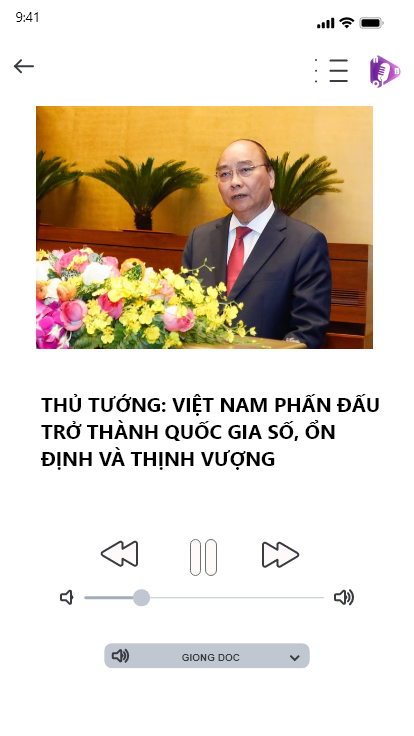 9:41
THỦ TƯỚNG: VIỆT NAM PHẤN ĐẤU
TRỞ THÀNH QUỐC GIA SỐ, ỔN
ĐỊNH VÀ THỊNH VƯỢNG
GIONG DOC